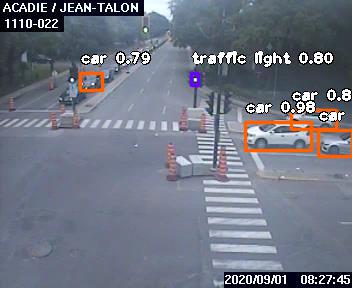 ACADIE / JEAN-TALON
1110-022
car 0.79
traffic light 0.80
car 0.98
car 0.8
car
2020/09/01 08:27:45